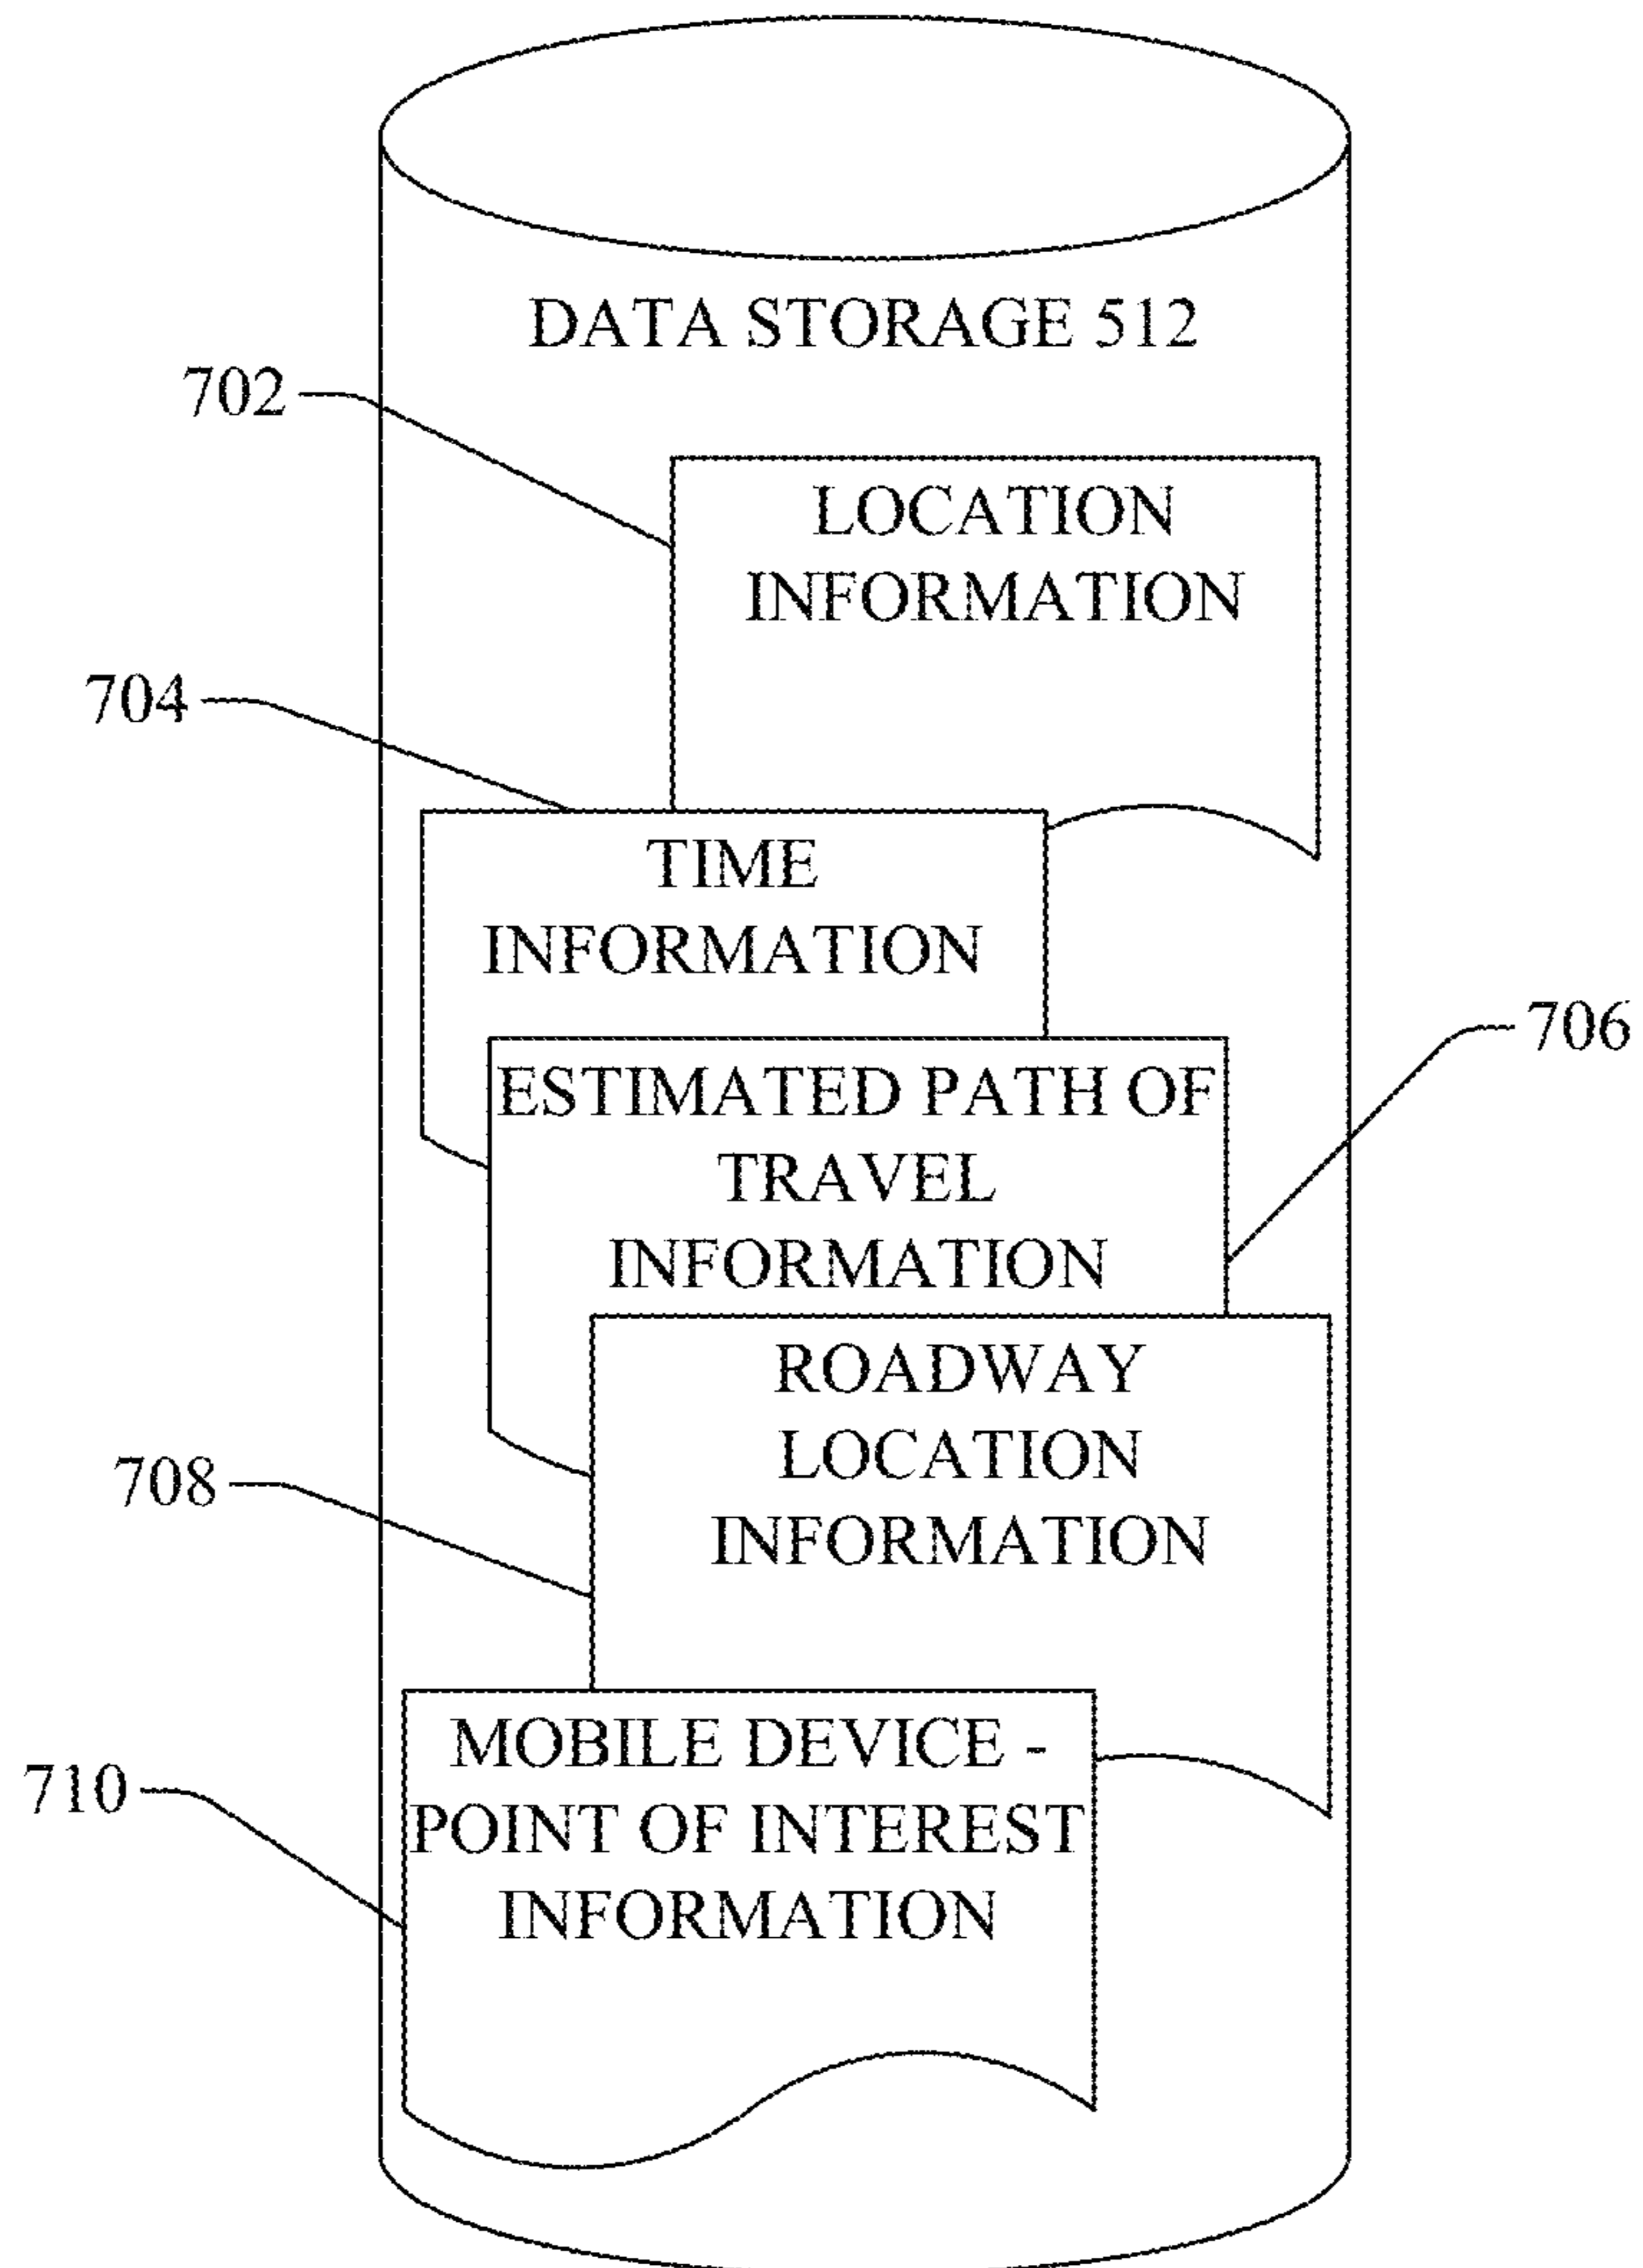 DATA STORAGE 512
702
LOCATION
INFORMATION
704
TIME
INFORMATION
706
ESTIMATED PATH OF
TRAVEL
INFORMATION
708
ROADWAY
LOCATION
INFORMATION
710
MOBILE DEVICE -
POINT OF INTEREST
INFORMATION